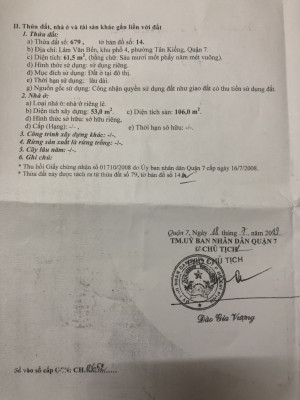 II. Thửa đất, nhà ở và tài sản khác gắn liền với đất
1. Thửa đất:
a) Thửa đất số: 679 , tờ bản đồ số: 14.
b) Địa chỉ: Lâm Văn Bền, khu phố 4, phường Tân Kiểng, Quận 7.
c) Diện tích: 61,5 m², (bằng chữ: Sáu mươi mốt phẩy năm mét vuông).
d) Hình thức sử dụng: sử dụng riêng.
đ) Mục đích sử dụng: Đất ở tại đô thị.
e) Thời hạn sử dụng: lâu dài.
g) Nguồn gốc sử dụng: Công nhận quyền sử dụng đất như giao đất có thu tiền sử dụng đất.
2. Nhà ở:
a) Loại nhà ở: nhà ở riêng lẻ.
b) Diện tích xây dựng: 53,0 m². c) Diện tích sàn: 106,0 m².
d) Hình thức sở hữu: sở hữu riêng.
đ) Cấp (Hạng): -/- , e) Thời hạn sở hữu: -/-.
3. Công trình xây dựng khác: -/-.
4. Rừng sản xuất là rừng trồng: -/-.
5. Cây lâu năm: -/-.
6. Ghi chú:
* Thu hồi Giấy chứng nhận số 01710/2008 do Ủy ban nhân dân Quận 7 cấp ngày 16/7/2008.
* Thửa đất này được tách ra từ thửa đất số 79, tờ bản đồ số 14
Quận 7, Ngày tháng 7 năm
TM.UỶ BAN NHÂN DÂN QUẬN 7
CHỦ TỊCH
CHỦ TỊCH
Đào Gia Vượng
Số vào sổ cấp GCN: CH